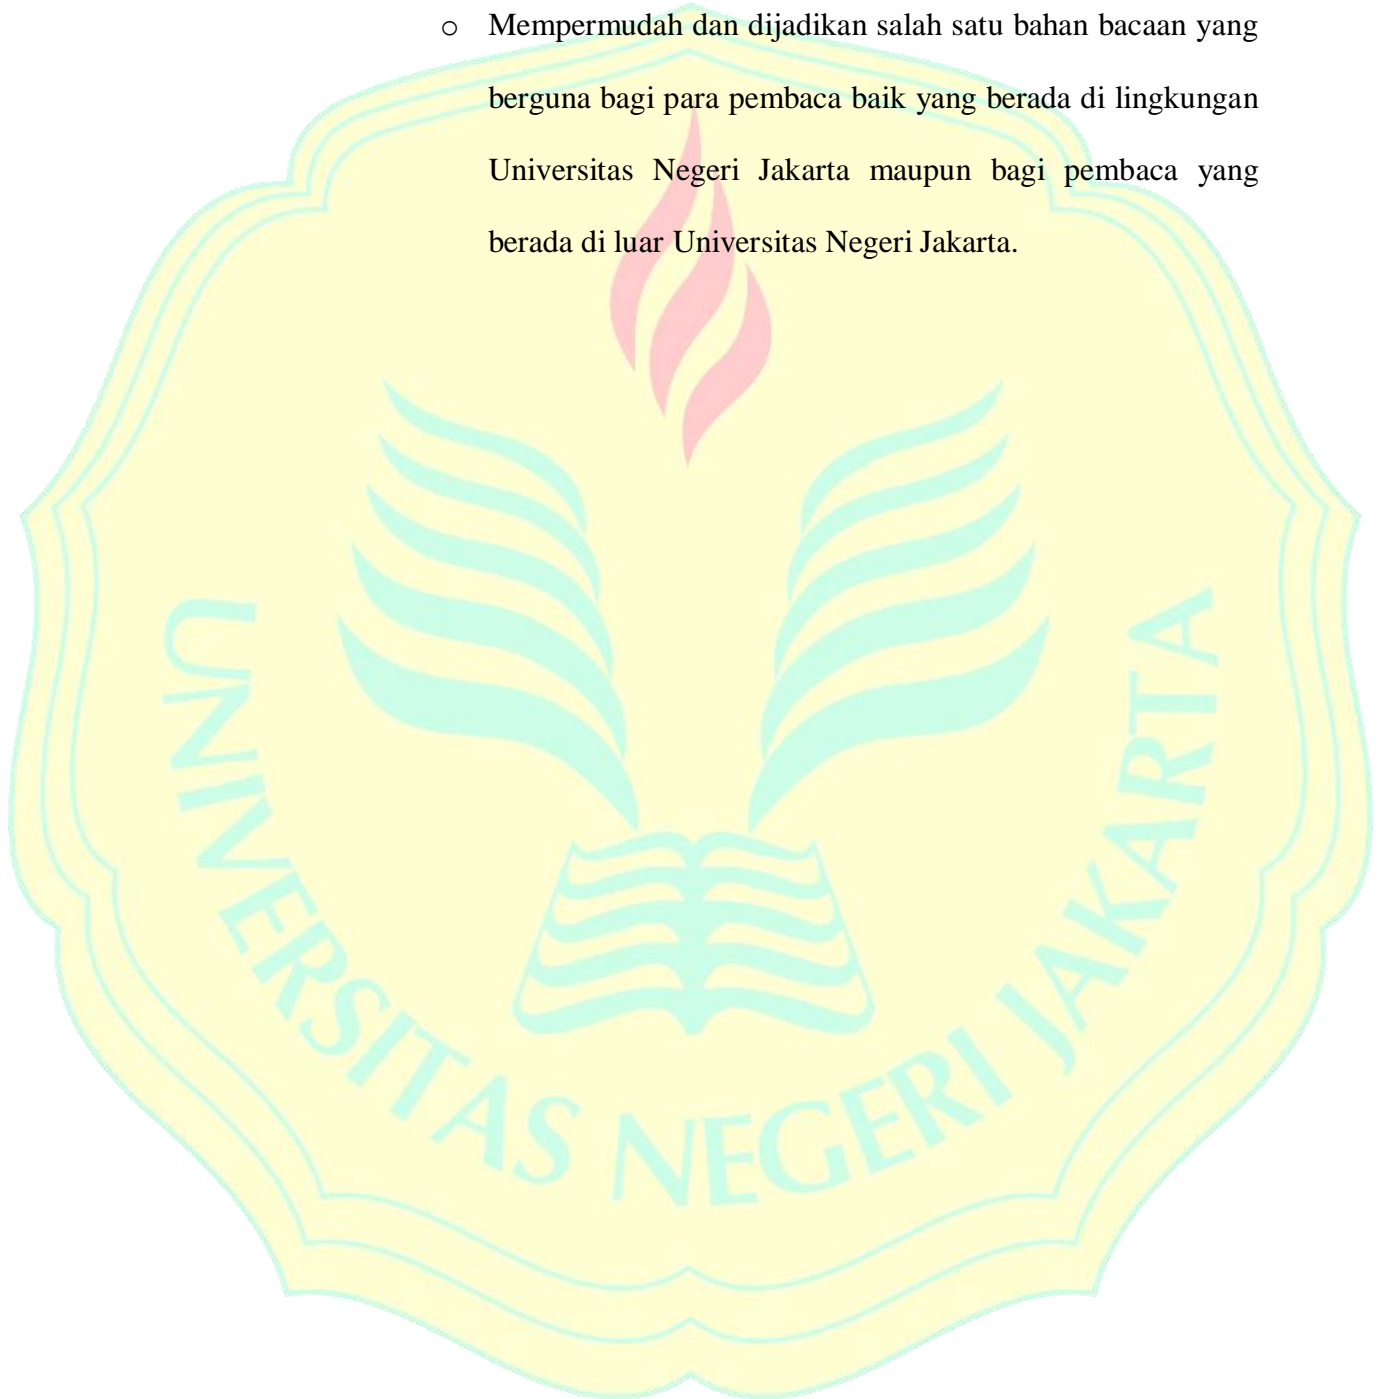 o Mempermudah dan dijadikan salah satu bahan bacaan yang
berguna bagi para pembaca baik yang berada di lingkungan
Universitas Negeri Jakarta maupun bagi pembaca yang
berada di luar Universitas Negeri Jakarta.
UNIVERSITAS NEGERI JAKARTA